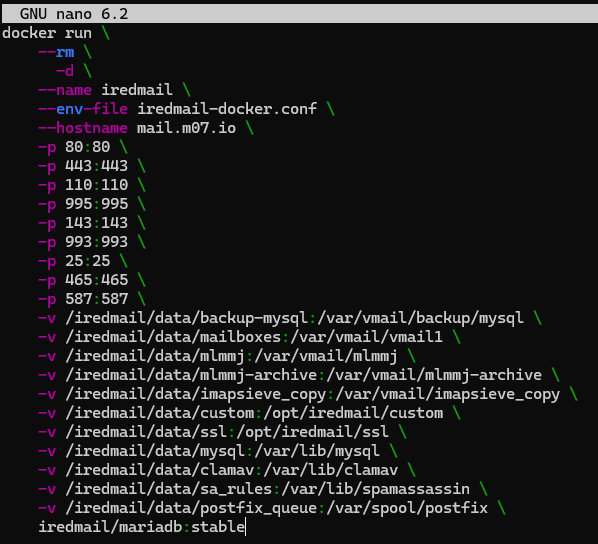 GNU nano 6.2
docker run \
--rm \
-d \
--name iredmail \
--env-file iredmail-docker.conf \
--hostname mail.m07.io \
-p 80:80 \
-p 443:443 \
-p 110:110 \
-p 995:995 \
-p 143:143 \
-p 993:993 \
-p 25:25 \
-p 465:465 \
-p 587:587 \
-v /iredmail/data/backup-mysql:/var/vmail/backup/mysql \
-v /iredmail/data/mailboxes:/var/vmail/vmail1 \
-v /iredmail/data/mlmmj:/var/vmail/mlmmj \
-v /iredmail/data/mlmmj-archive:/var/vmail/mlmmj-archive \
-v /iredmail/data/imapsieve_copy:/var/vmail/imapsieve_copy \
-v /iredmail/data/custom:/opt/iredmail/custom \
-v /iredmail/data/ssl:/opt/iredmail/ssl \
-v /iredmail/data/mysql:/var/lib/mysql \
-v /iredmail/data/clamav:/var/lib/clamav \
-v /iredmail/data/sa_rules:/var/lib/spamassassin \
-v /iredmail/data/postfix_queue:/var/spool/postfix \
iredmail/mariadb:stable